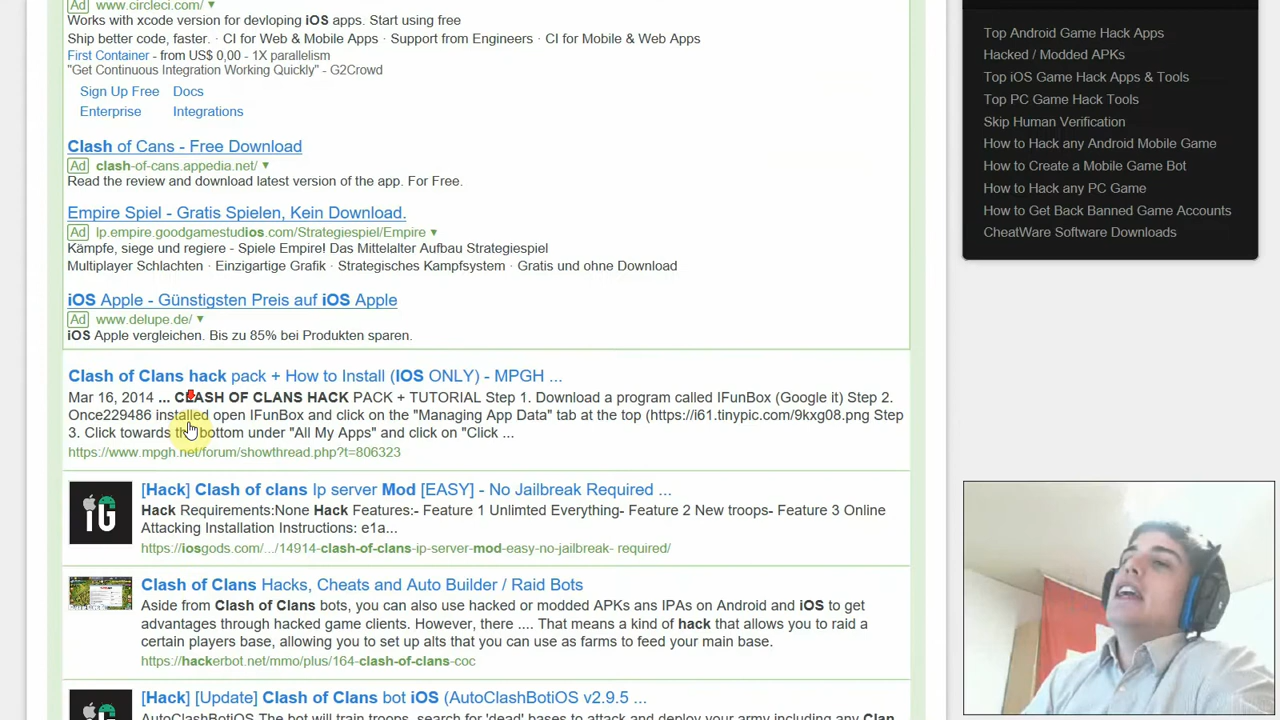 Ad www.circleci.com/
Works with xcode version for devloping iOS apps. Start using free
Ship better code, faster. · CI for Web & Mobile Apps · Support from Engineers · CI for Mobile & Web Apps
First Container - from US$ 0,00 - 1X parallelism
"Get Continuous Integration Working Quickly" - G2Crowd
Sign Up Free Docs
Enterprise Integrations
Clash of Cans - Free Download
Ad clash-of-cans.appedia.net/
Read the review and download latest version of the app. For Free.
Empire Spiel - Gratis Spielen, Kein Download.
Ad lp.empire.goodgamestudios.com/Strategiespiel/Empire
Kämpfe, siege und regiere - Spiele Empire! Das Mittelalter Aufbau Strategiespiel
Multiplayer Schlachten · Einzigartige Grafik · Strategisches Kampfsystem · Gratis und ohne Download
iOS Apple - Günstigsten Preis auf iOS Apple
Ad www.delupe.de/
iOS Apple vergleichen. Bis zu 85% bei Produkten sparen.
Clash of Clans hack pack + How to Install (iOS ONLY) - MPGH ...
Mar 16, 2014 ... CLASH OF CLANS HACK PACK + TUTORIAL Step 1. Download a program called IFunBox (Google it) Step 2.
Once229486 installed open IFunBox and click on the "Managing App Data" tab at the top (https://i61.tinypic.com/9kxg08.png Step
3. Click towards the bottom under "All My Apps" and click on "Click ...
https://www.mpgh.net/forum/showthread.php?t=806323
[Hack] Clash of clans Ip server Mod [EASY] - No Jailbreak Required ...
Hack Requirements:None Hack Features:- Feature 1 Unlimted Everything- Feature 2 New troops- Feature 3 Online
Attacking Installation Instructions: e1a...
https://iosgods.com/.../14914-clash-of-clans-ip-server-mod-easy-no-jailbreak- required/
iG
Clash of Clans Hacks, Cheats and Auto Builder / Raid Bots
Aside from Clash of Clans bots, you can also use hacked or modded APKs ans IPAs on Android and iOS to get
advantages through hacked game clients. However, there .... That means a kind of hack that allows you to raid a
certain players base, allowing you to set up alts that you can use as farms to feed your main base.
https://hackerbot.net/mmo/plus/164-clash-of-clans-coc
[Hack] [Update] Clash of Clans bot iOS (AutoClashBotiOS v2.9.5 ...
AutoClashBotiOS The bot will train troops, search for 'dead' bases to attack and deploy your army including any Clan
Top Android Game Hack Apps
Hacked / Modded APKs
Top iOS Game Hack Apps & Tools
Top PC Game Hack Tools
Skip Human Verification
How to Hack any Android Mobile Game
How to Create a Mobile Game Bot
How to Hack any PC Game
How to Get Back Banned Game Accounts
CheatWare Software Downloads